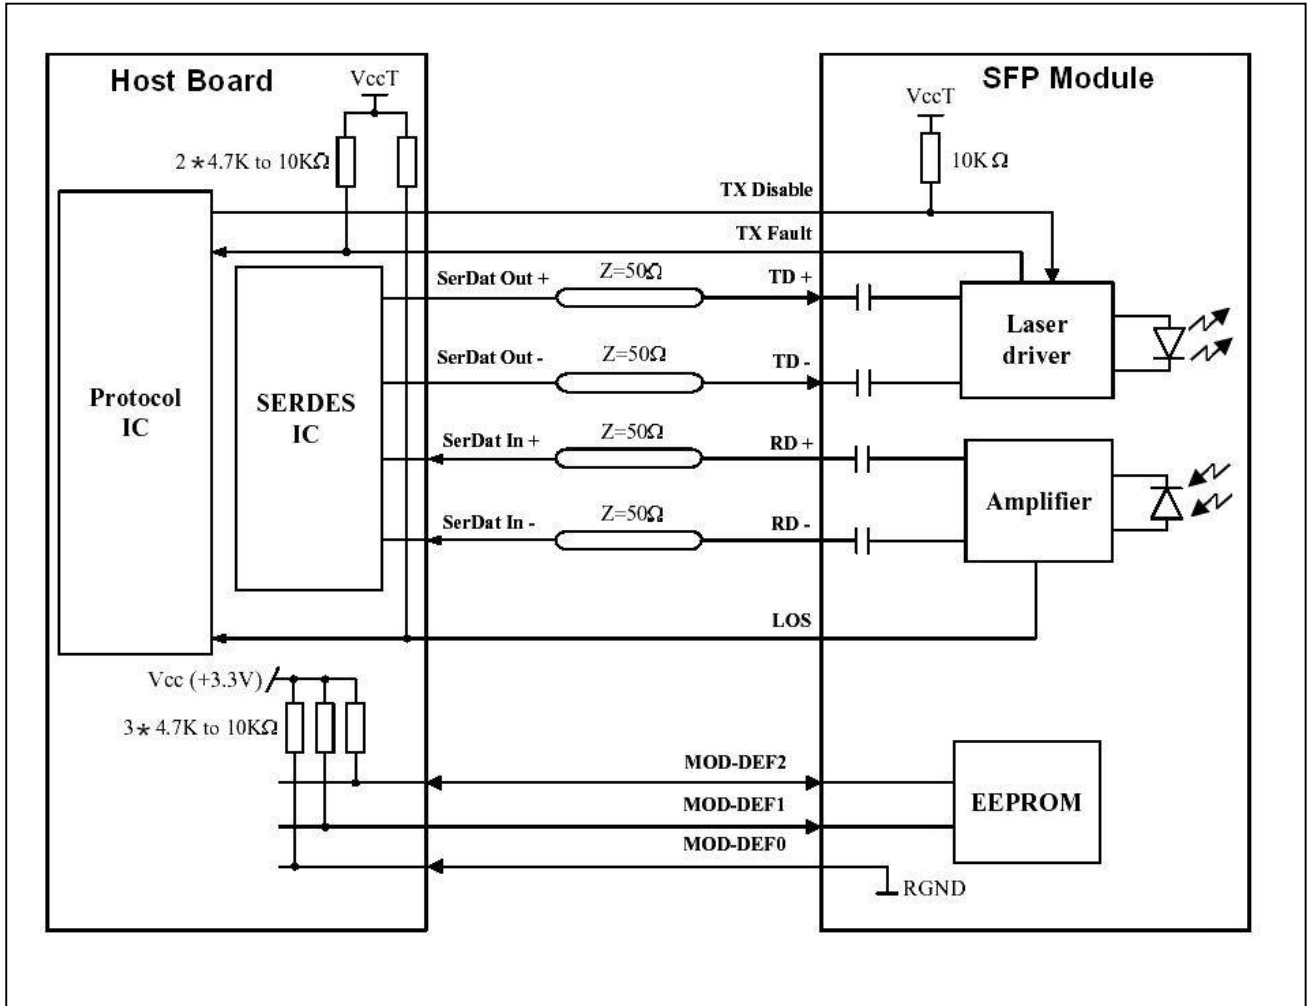 Host Board
VccT
2*4.7K to 10KΩ
SFP Module
VccT
10KΩ
TX Disable
TX Fault
SerDat Out +
Z=50Ω
TD +
SerDat Out -
Z=50Ω
TD -
Laser
driver
Protocol
IC
SERDES
IC
SerDat In +
Z=50Ω
RD +
SerDat In -
Z=50Ω
RD -
Amplifier
LOS
Vcc (+3.3V)
3* 4.7K to 10KΩ
MOD-DEF2
MOD-DEF1
MOD-DEF0
EEPROM
RGND